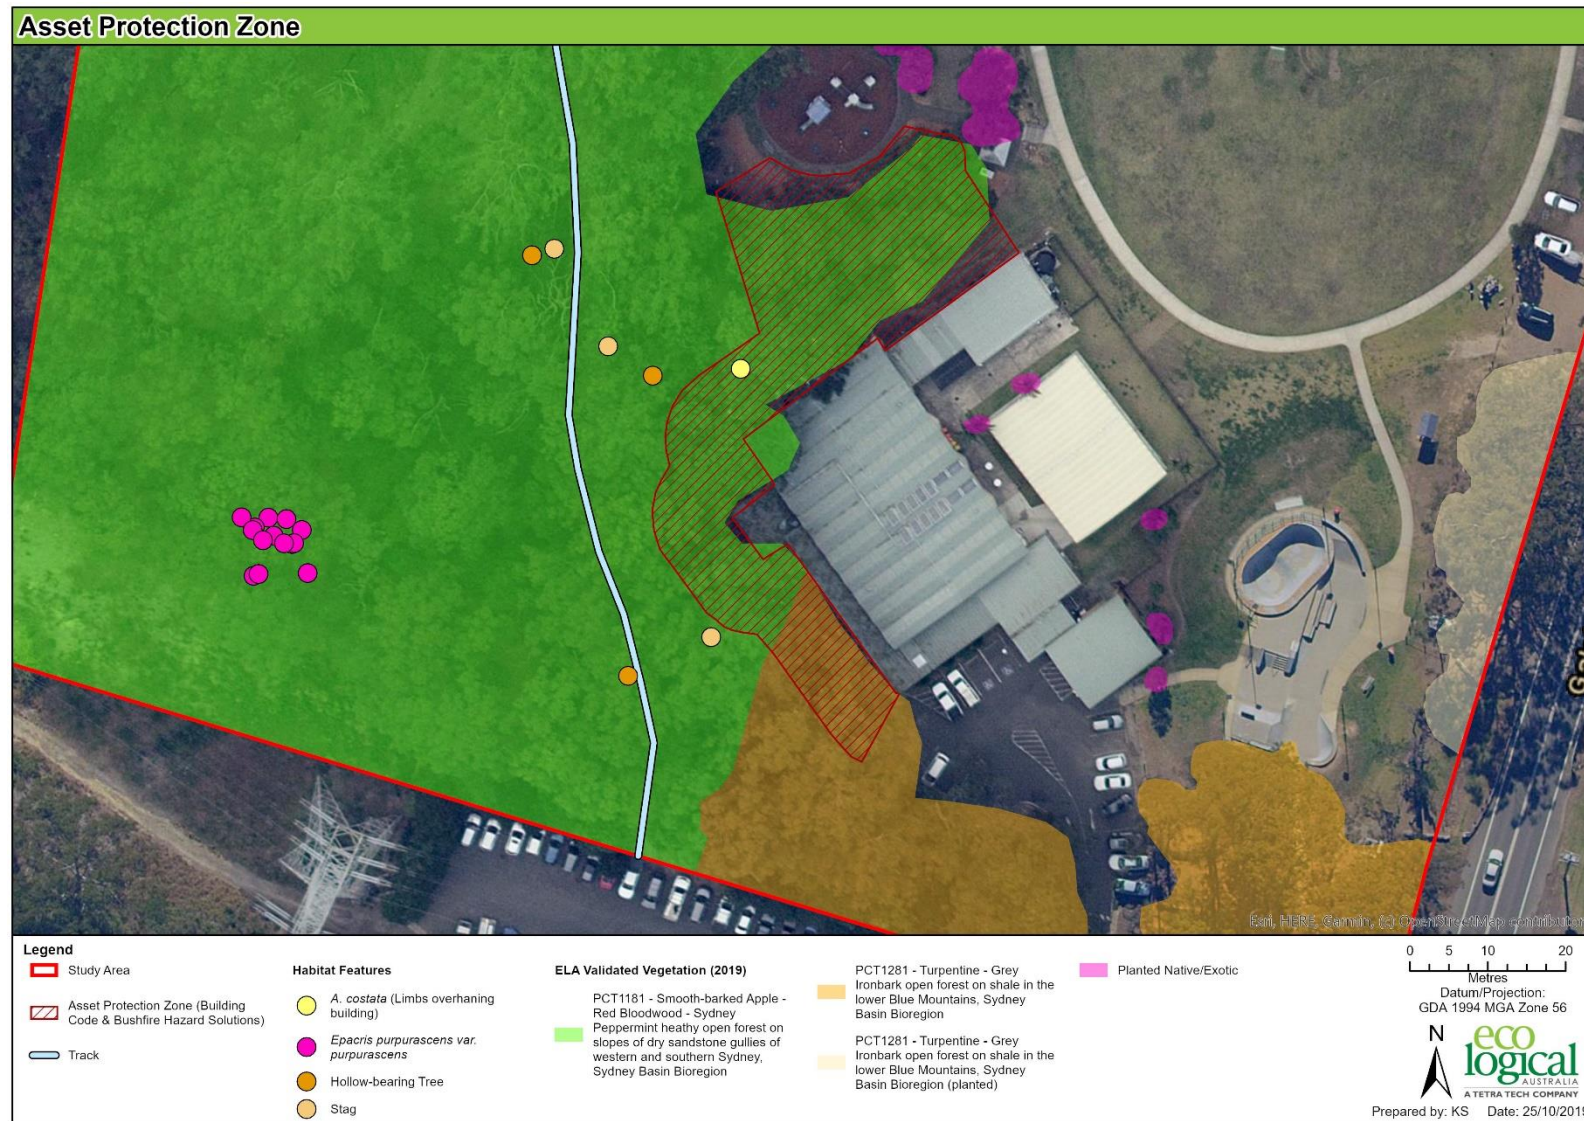 Asset Protection Zone
Esri, HERE, Garmin, (c) OpenStreetMap contributors
Legend
Study Area
Asset Protection Zone (Building
Code & Bushfire Hazard Solutions)
Track
Habitat Features
A. costata (Limbs overhaning
building)
Epacris purpurascens var.
purpurascens
Hollow-bearing Tree
Stag
ELA Validated Vegetation (2019)
PCT1181 - Smooth-barked Apple -
Red Bloodwood - Sydney
Peppermint heathy open forest on
slopes of dry sandstone gullies of
western and southern Sydney,
Sydney Basin Bioregion
PCT1281 - Turpentine - Grey
Ironbark open forest on shale in the
lower Blue Mountains, Sydney
Basin Bioregion
PCT1281 - Turpentine - Grey
Ironbark open forest on shale in the
lower Blue Mountains, Sydney
Basin Bioregion (planted)
Planted Native/Exotic
0 5 10 20
Metres
Datum/Projection:
GDA 1994 MGA Zone 56
N
eco
logical
AUSTRALIA
A TETRA TECH COMPANY
Prepared by: KS Date: 25/10/2019